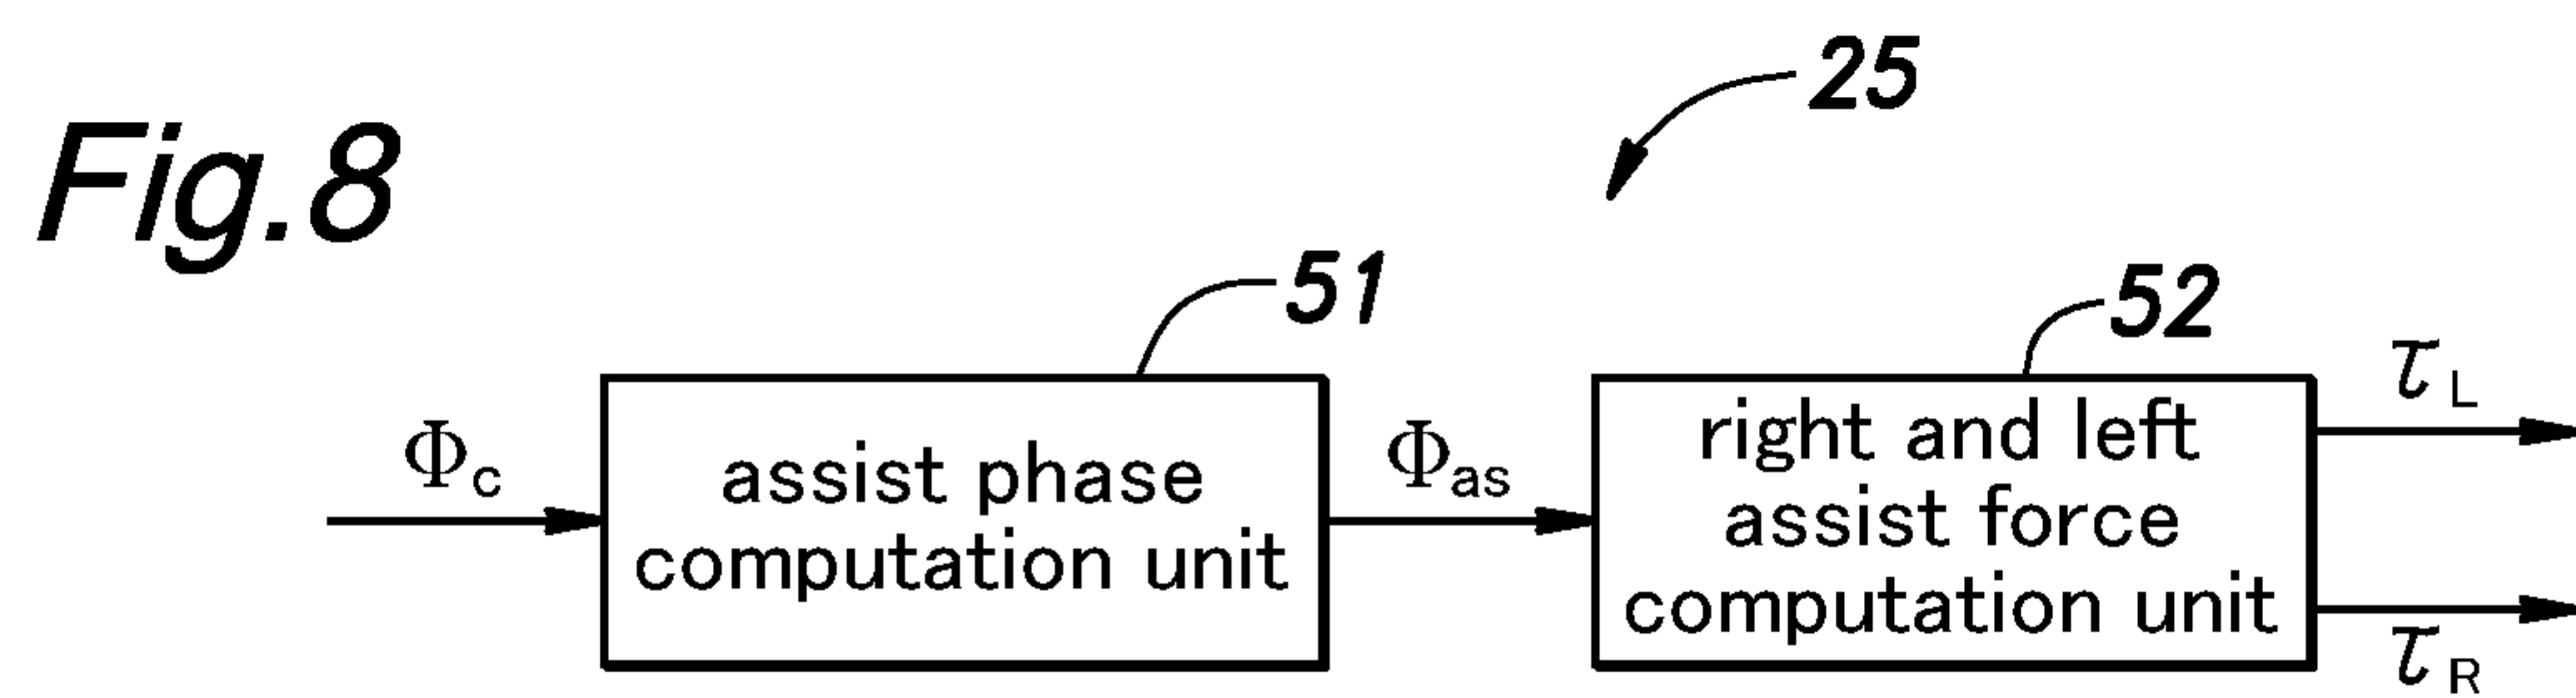 Fig.8
25
51
52
Φc
assist phase
computation unit
Φas
right and left
assist force
computation unit
τL
τR